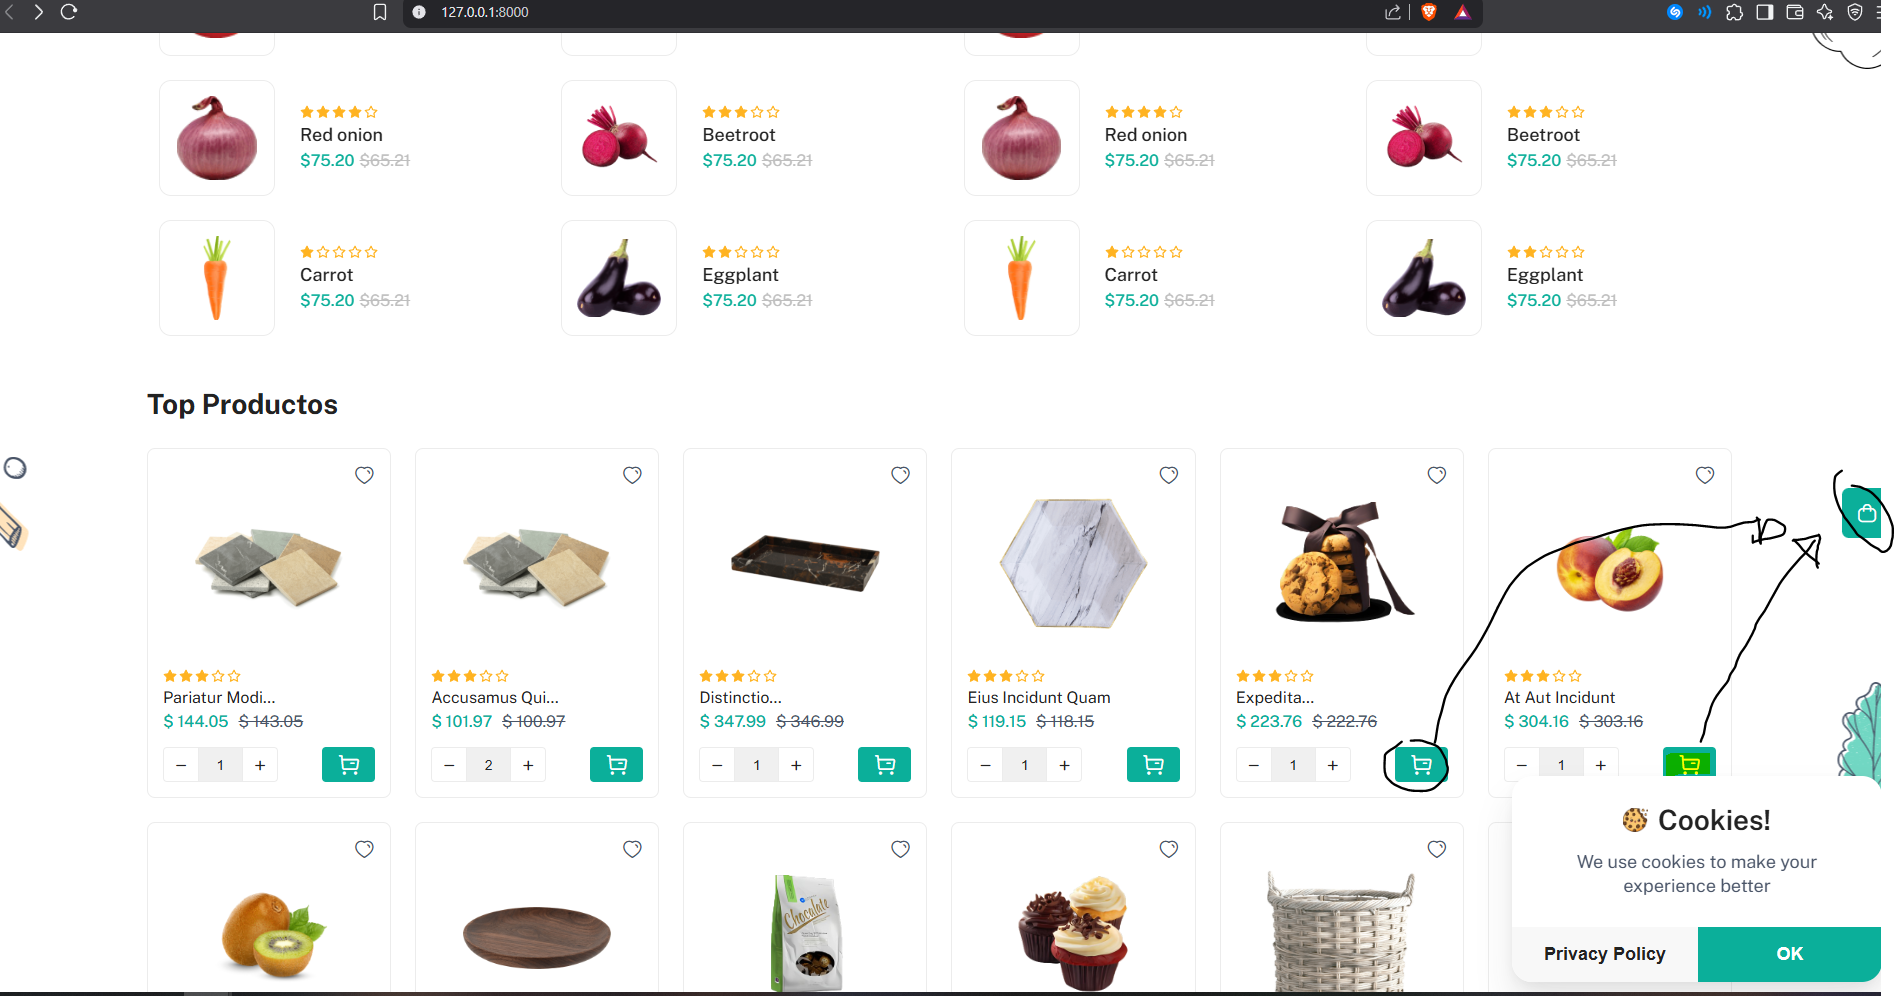 127.0.0.1:8000
Red onion
$75.20 $65.21
Beetroot
$75.20 $65.21
Red onion
$75.20 $65.21
Beetroot
$75.20 $65.21
Carrot
$75.20 $65.21
Eggplant
$75.20 $65.21
Carrot
$75.20 $65.21
Eggplant
$75.20 $65.21
Top Productos
Pariatur Modi...
$ 144.05 $ 143.05
− 1 +
Accusamus Qui...
$ 101.97 $ 100.97
− 2 +
Distinctio...
$ 347.99 $ 346.99
− 1 +
Eius Incidunt Quam
$ 119.15 $ 118.15
− 1 +
Expedita...
$ 223.76 $ 222.76
− 1 +
At Aut Incidunt
$ 304.16 $ 303.16
− 1 +
Chocolate
Cookies!
We use cookies to make your
experience better
Privacy Policy
OK